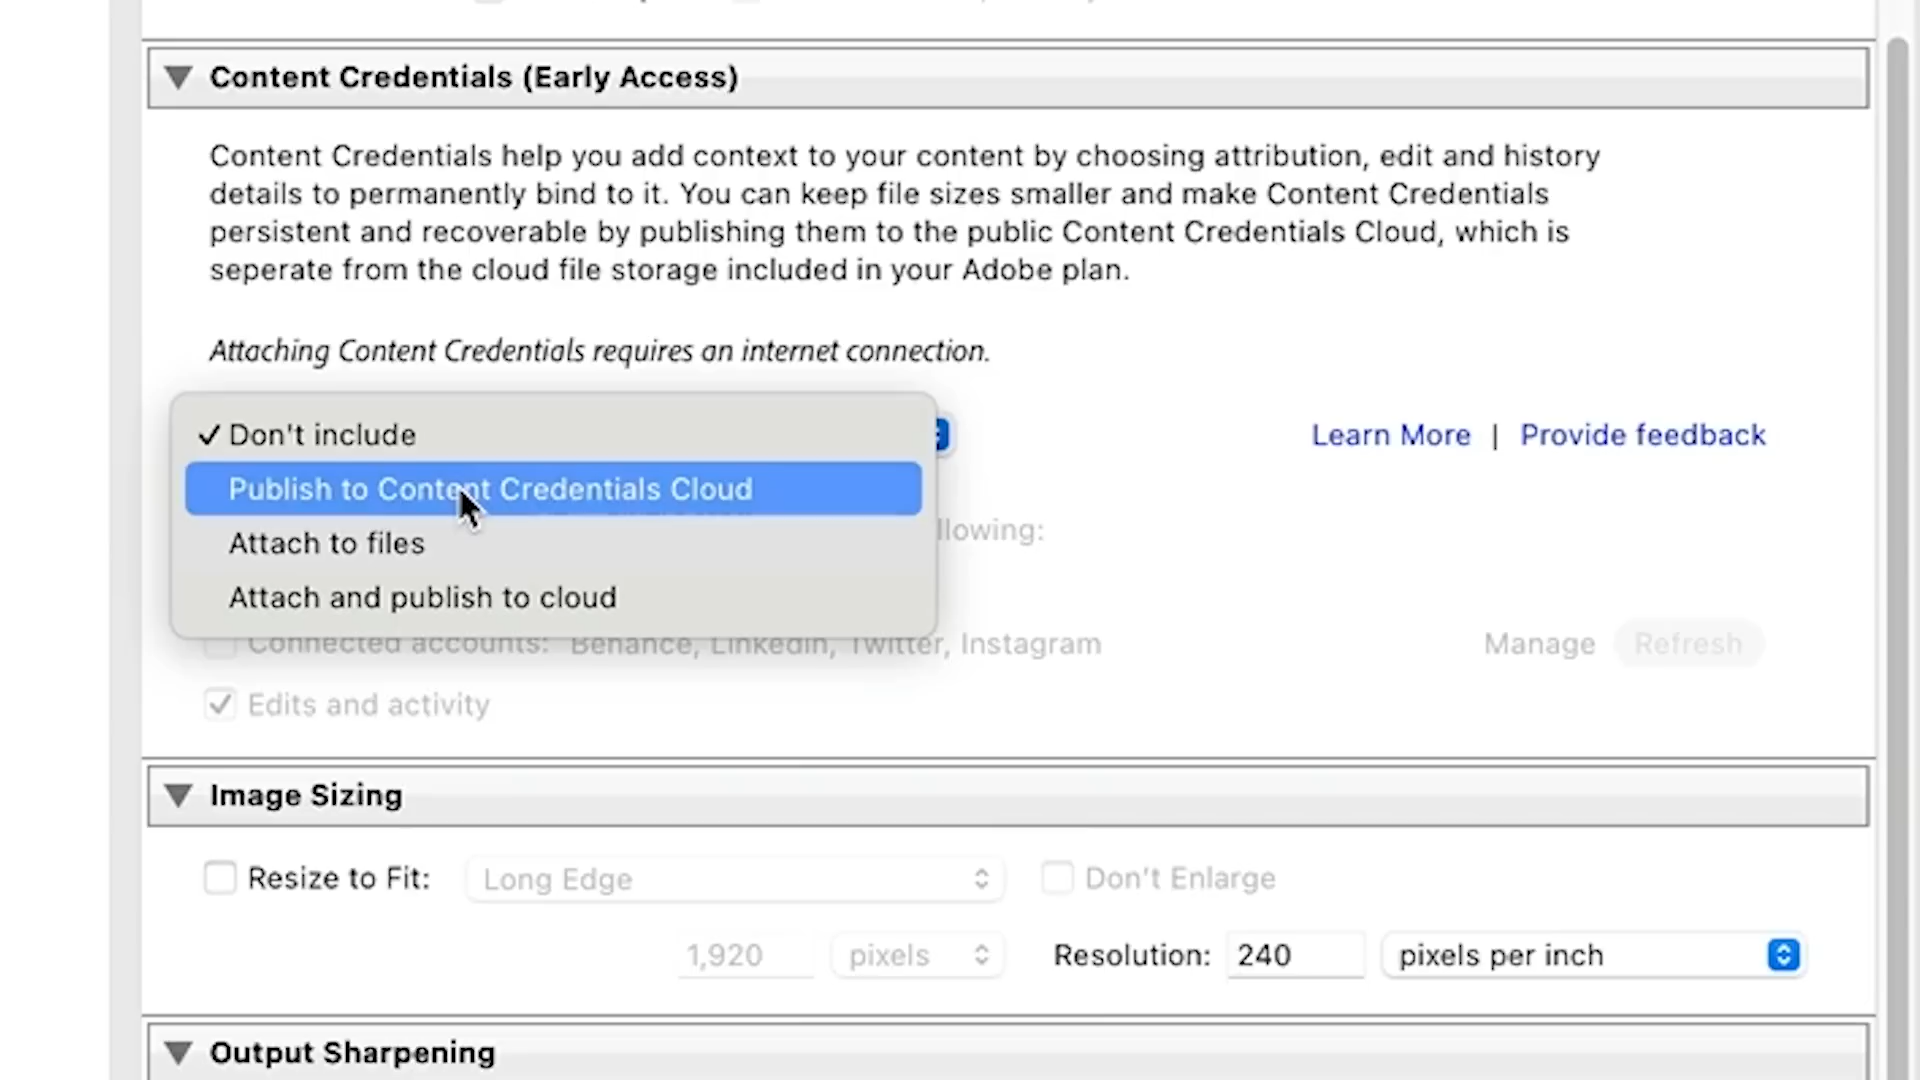 Content Credentials (Early Access)
Content Credentials help you add context to your content by choosing attribution, edit and history
details to permanently bind to it. You can keep file sizes smaller and make Content Credentials
persistent and recoverable by publishing them to the public Content Credentials Cloud, which is
seperate from the cloud file storage included in your Adobe plan.
Attaching Content Credentials requires an internet connection.
Don't include
Learn More | Provide feedback
Publish to Content Credentials Cloud
llowing:
Attach to files
Attach and publish to cloud
Connected accounts: Behance, LinkedIn, Twitter, Instagram Manage Refresh
Edits and activity
Image Sizing
Resize to Fit: Long Edge Don't Enlarge
1,920 pixels Resolution: 240 pixels per inch
Output Sharpening